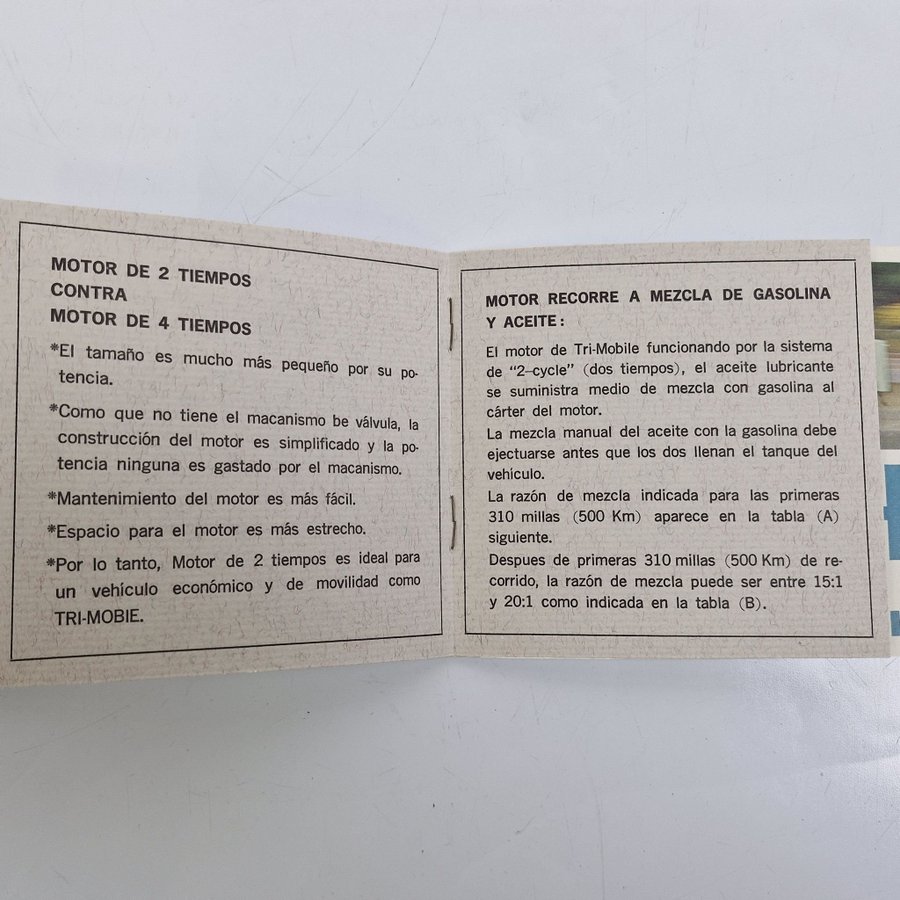 MOTOR DE 2 TIEMPOS
CONTRA
MOTOR DE 4 TIEMPOS
*El tamaño es mucho más pequeño por su po-
tencia.
*Como que no tiene el macanismo be válvula, la
construcción del motor es simplificado y la po-
tencia ninguna es gastado por el macanismo.
*Mantenimiento del motor es más fácil.
*Espacio para el motor es más estrecho.
*Por lo tanto, Motor de 2 tiempos es ideal para
un vehículo económico y de movilidad como
TRI-MOBIE.
MOTOR RECORRE A MEZCLA DE GASOLINA
Y ACEITE:
El motor de Tri-Mobile funcionando por la sistema
de “2-cycle” (dos tiempos), el aceite lubricante
se suministra medio de mezcla con gasolina al
cárter del motor.
La mezcla manual del aceite con la gasolina debe
ejectuarse antes que los dos llenan el tanque del
vehículo.
La razón de mezcla indicada para las primeras
310 millas (500 Km) aparece en la tabla (A)
siguiente.
Despues de primeras 310 millas (500 Km) de re-
corrido, la razón de mezcla puede ser entre 15:1
y 20:1 como indicada en la tabla (B).